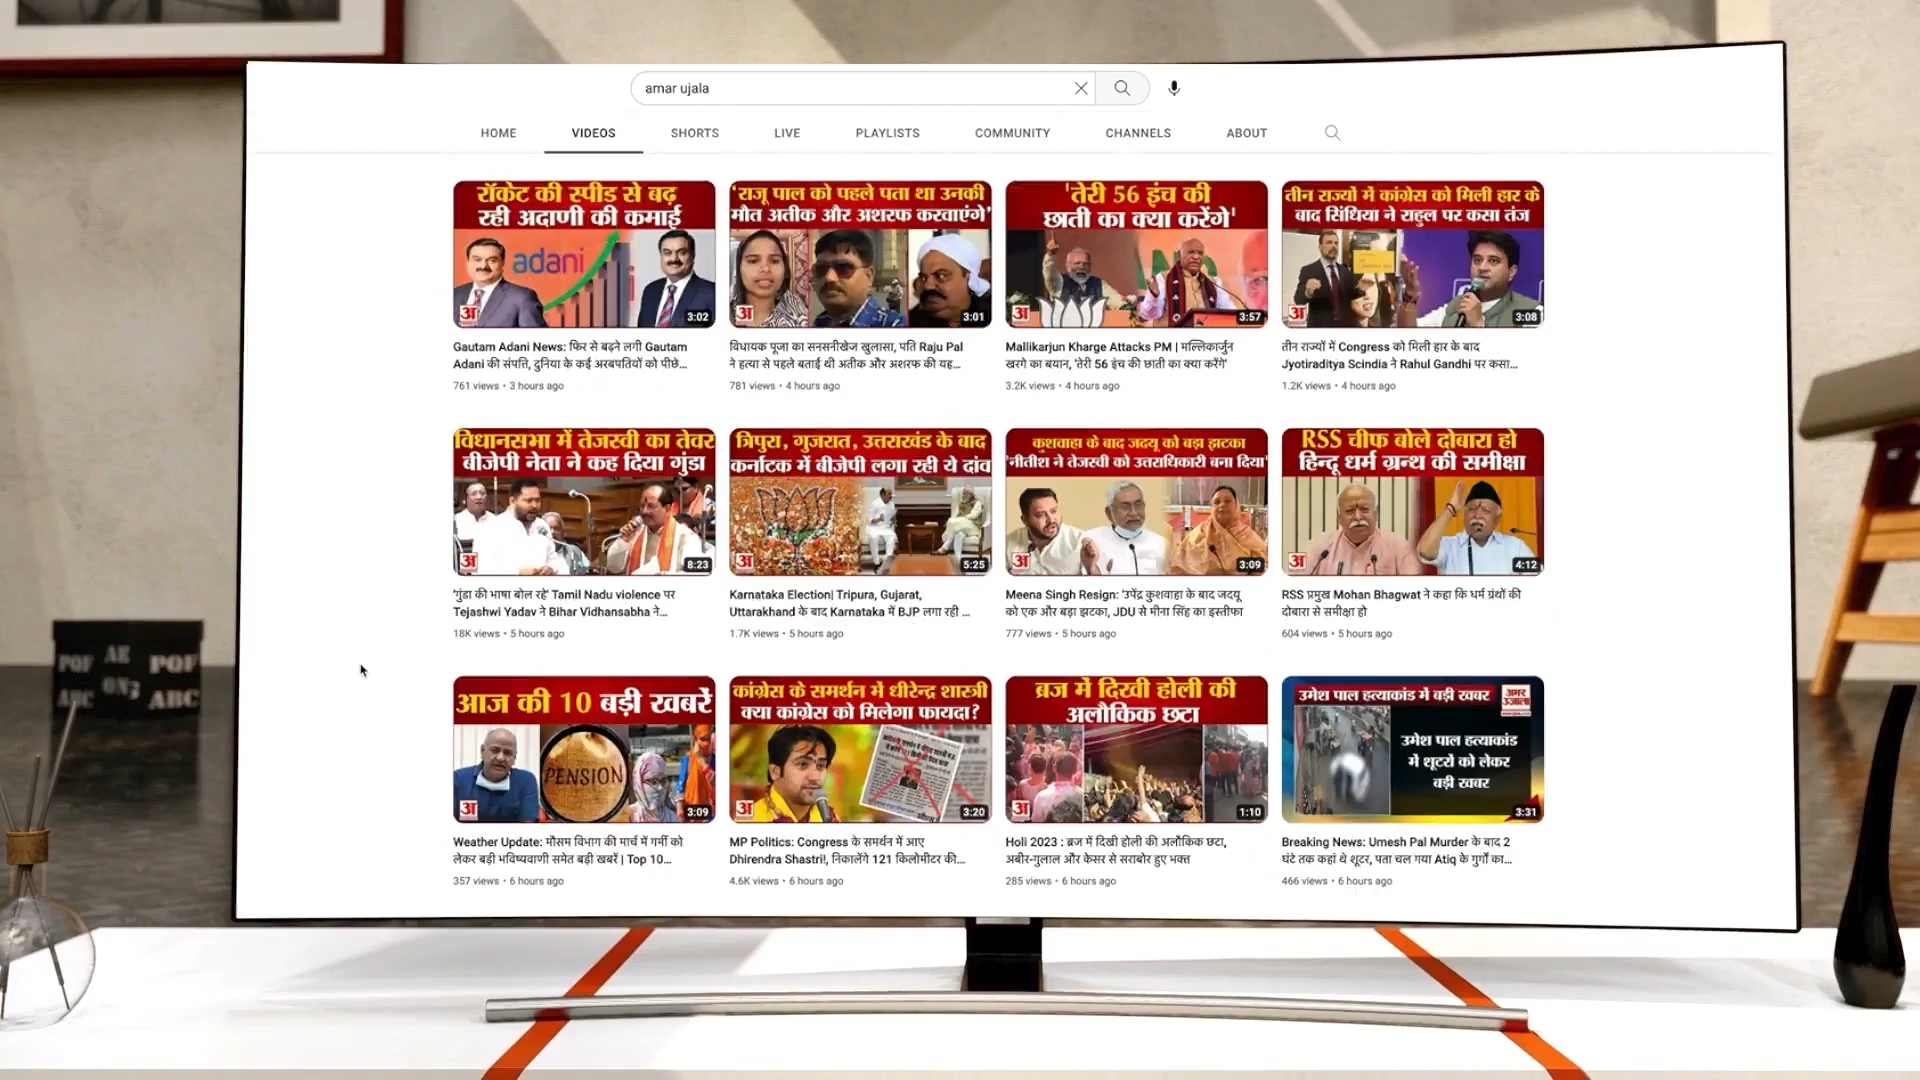 amar ujala
HOME VIDEOS SHORTS LIVE PLAYLISTS COMMUNITY CHANNELS ABOUT
रॉकेट की स्पीड से बढ़
रही अदाणी की कमाई
adani
अ
3:02
Gautam Adani News: फिर से बढ़ने लगी Gautam
Adani की संपत्ति, दुनिया के कई अरबपतियों को पीछे...
761 views • 3 hours ago
'राजू पाल को पहले पता था उनकी
मौत अतीक और अशरफ करवाएंगे'
अ
3:01
विधायक पूजा का सनसनीखेज खुलासा, पति Raju Pal
ने हत्या से पहले बताई थी अतीक और अशरफ की यह...
781 views • 4 hours ago
'तेरी 56 इंच की
छाती का क्या करेंगे'
अ
3:57
Mallikarjun Kharge Attacks PM | मल्लिकार्जुन
खरगे का बयान, 'तेरी 56 इंच की छाती का क्या करेंगे'
3.2K views • 4 hours ago
तीन राज्यों में कांग्रेस को मिली हार के
बाद सिंधिया ने राहुल पर कसा तंज
अ
3:08
तीन राज्यों में Congress को मिली हार के बाद
Jyotiraditya Scindia ने Rahul Gandhi पर कसा...
1.2K views • 4 hours ago
विधानसभा में तेजस्वी का तेवर
बीजेपी नेता ने कह दिया गुंडा
अ
8:23
'गुंडा की भाषा बोल रहे' Tamil Nadu violence पर
Tejashwi Yadav ने Bihar Vidhansabha ने...
18K views • 5 hours ago
त्रिपुरा, गुजरात, उत्तराखंड के बाद
कर्नाटक में बीजेपी लगा रही ये दांव
अ
5:25
Karnataka Election| Tripura, Gujarat,
Uttarakhand के बाद Karnataka में BJP लगा रही ...
1.7K views • 5 hours ago
कुशवाहा के बाद जदयू को बड़ा झटका
'नीतीश ने तेजस्वी को उत्तराधिकारी बना दिया'
अ
3:09
Meena Singh Resign: 'उपेंद्र कुशवाहा के बाद जदयू
को एक और बड़ा झटका, JDU से मीना सिंह का इस्तीफा
777 views • 5 hours ago
RSS चीफ बोले दोबारा हो
हिन्दू धर्म ग्रन्थ की समीक्षा
अ
4:12
RSS प्रमुख Mohan Bhagwat ने कहा कि धर्म ग्रंथों की
दोबारा से समीक्षा हो
604 views • 5 hours ago
आज की 10 बड़ी खबरें
PENSION
अ
3:09
Weather Update: मौसम विभाग की मार्च में गर्मी को
लेकर बड़ी भविष्यवाणी समेत बड़ी खबरें | Top 10...
357 views • 6 hours ago
कांग्रेस के समर्थन में धीरेन्द्र शास्त्री
क्या कांग्रेस को मिलेगा फायदा?
अ
3:20
MP Politics: Congress के समर्थन में आए
Dhirendra Shastri!, निकालेंगे 121 किलोमीटर की...
4.6K views • 6 hours ago
ब्रज में दिखी होली की
अलौकिक छटा
अ
1:10
Holi 2023 : ब्रज में दिखी होली की अलौकिक छटा,
अबीर-गुलाल और केसर से सराबोर हुए भक्त
285 views • 6 hours ago
उमेश पाल हत्याकांड में बड़ी खबर
अमर
उजाला
उमेश पाल हत्याकांड
में शूटरों को लेकर
बड़ी खबर
3:31
Breaking News: Umesh Pal Murder के बाद 2
घंटे तक कहां थे शूटर, पता चल गया Atiq के गुर्गों का...
466 views • 6 hours ago
POF AE POF
ABC ABC